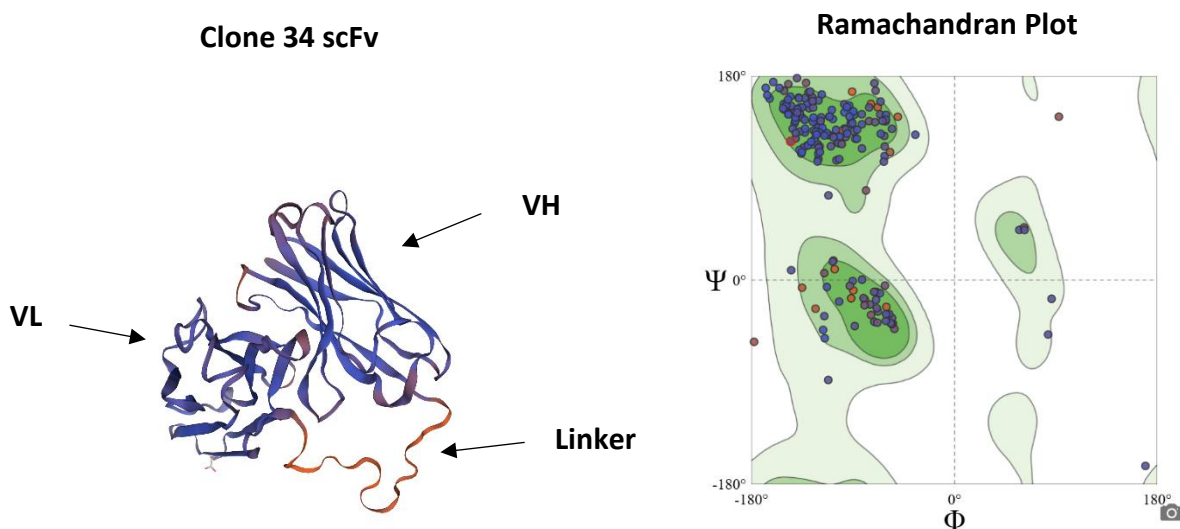 Clone 34 scFv
VH
VL
Linker
Ramachandran Plot
180°
Ψ 0°
-180°
-180° 0° 180°
Φ